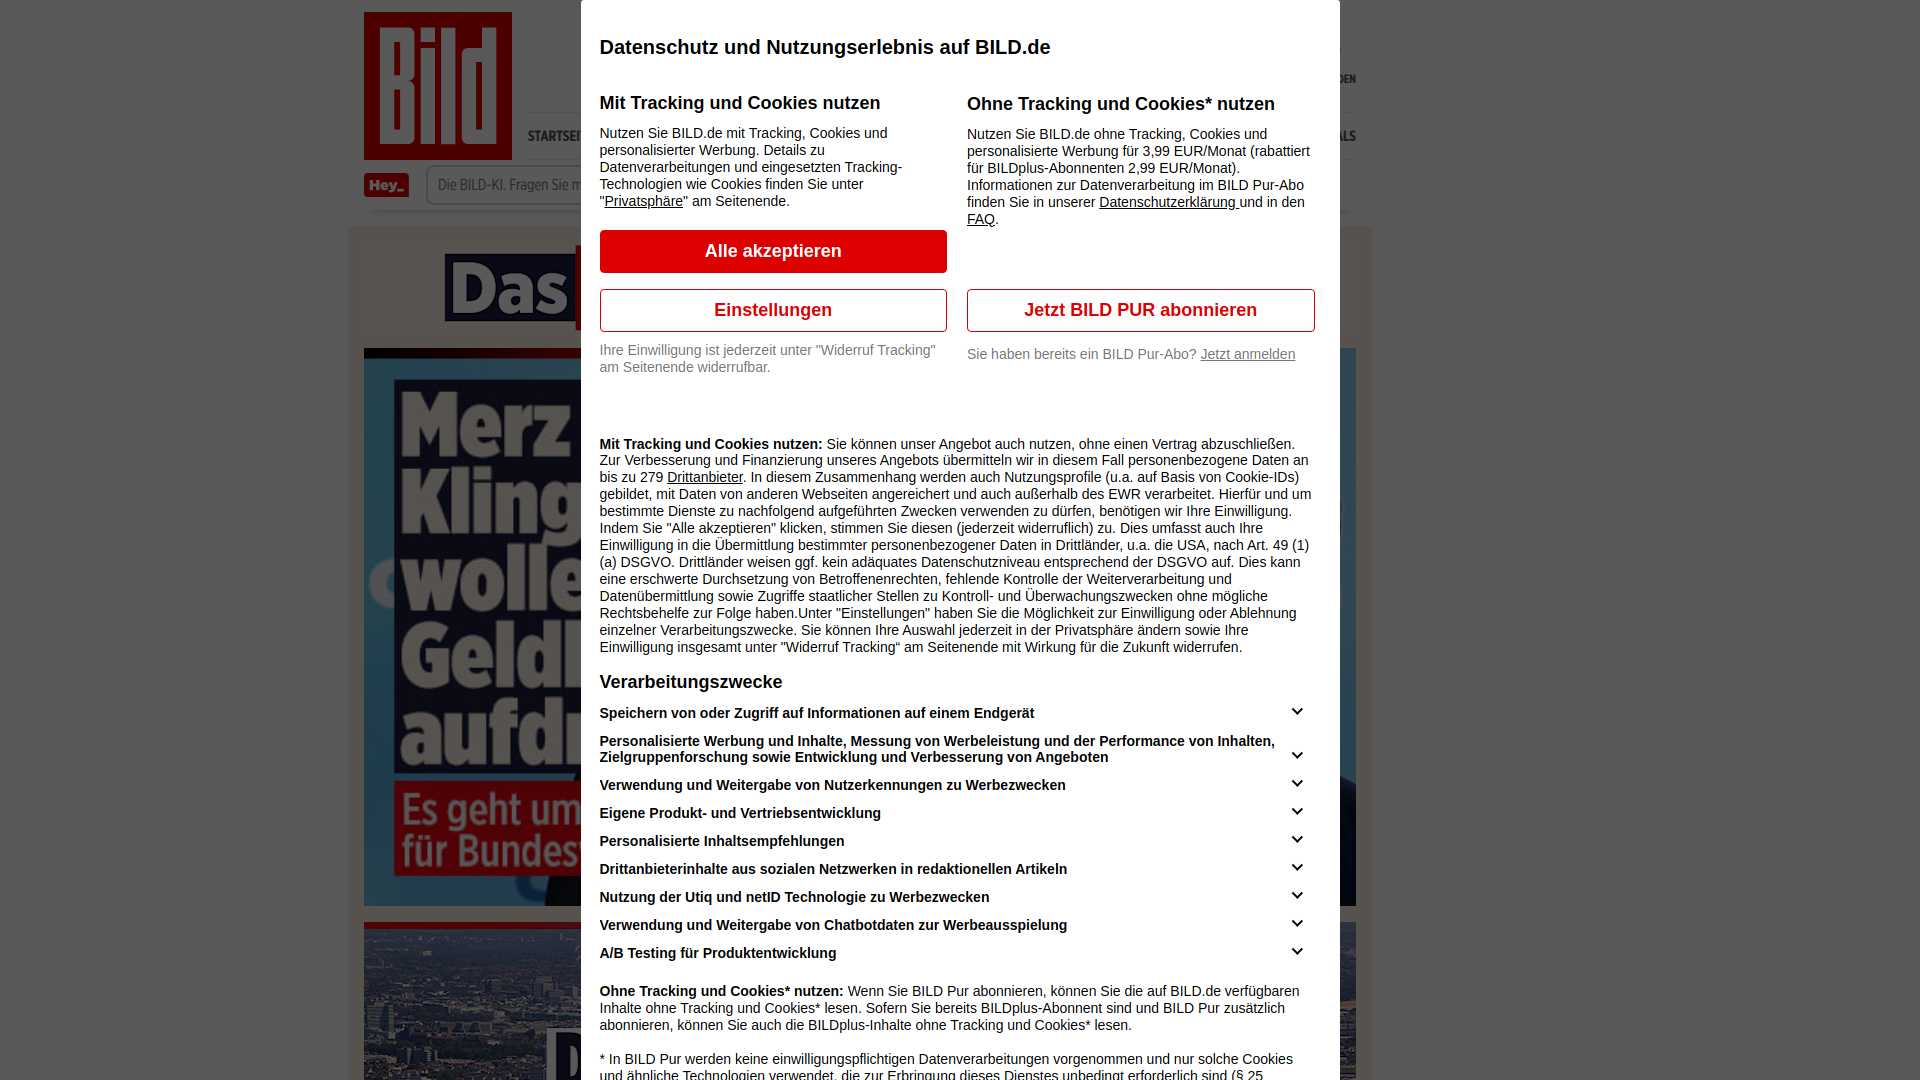 Bild
Datenschutz und Nutzungserlebnis auf BILD.de
Mit Tracking und Cookies nutzen
Nutzen Sie BILD.de mit Tracking, Cookies und
personalisierter Werbung. Details zu
Datenverarbeitungen und eingesetzten Tracking-
Technologien wie Cookies finden Sie unter
"Privatsphäre" am Seitenende.
Alle akzeptieren
Einstellungen
Ihre Einwilligung ist jederzeit unter "Widerruf Tracking"
am Seitenende widerrufbar.
Ohne Tracking und Cookies* nutzen
Nutzen Sie BILD.de ohne Tracking, Cookies und
personalisierte Werbung für 3,99 EUR/Monat (rabattiert
für BILDplus-Abonnenten 2,99 EUR/Monat).
Informationen zur Datenverarbeitung im BILD Pur-Abo
finden Sie in unserer Datenschutzerklärung und in den
FAQ.
Jetzt BILD PUR abonnieren
Sie haben bereits ein BILD Pur-Abo? Jetzt anmelden
Mit Tracking und Cookies nutzen: Sie können unser Angebot auch nutzen, ohne einen Vertrag abzuschließen.
Zur Verbesserung und Finanzierung unseres Angebots übermitteln wir in diesem Fall personenbezogene Daten an
bis zu 279 Drittanbieter. In diesem Zusammenhang werden auch Nutzungsprofile (u.a. auf Basis von Cookie-IDs)
gebildet, mit Daten von anderen Webseiten angereichert und auch außerhalb des EWR verarbeitet. Hierfür und um
bestimmte Dienste zu nachfolgend aufgeführten Zwecken verwenden zu dürfen, benötigen wir Ihre Einwilligung.
Indem Sie "Alle akzeptieren" klicken, stimmen Sie diesen (jederzeit widerruflich) zu. Dies umfasst auch Ihre
Einwilligung in die Übermittlung bestimmter personenbezogener Daten in Drittländer, u.a. die USA, nach Art. 49 (1)
(a) DSGVO. Drittländer weisen ggf. kein adäquates Datenschutzniveau entsprechend der DSGVO auf. Dies kann
eine erschwerte Durchsetzung von Betroffenenrechten, fehlende Kontrolle der Weiterverarbeitung und
Datenübermittlung sowie Zugriffe staatlicher Stellen zu Kontroll- und Überwachungszwecken ohne mögliche
Rechtsbehelfe zur Folge haben.Unter "Einstellungen" haben Sie die Möglichkeit zur Einwilligung oder Ablehnung
einzelner Verarbeitungszwecke. Sie können Ihre Auswahl jederzeit in der Privatsphäre ändern sowie Ihre
Einwilligung insgesamt unter "Widerruf Tracking“ am Seitenende mit Wirkung für die Zukunft widerrufen.
Verarbeitungszwecke
Speichern von oder Zugriff auf Informationen auf einem Endgerät
Personalisierte Werbung und Inhalte, Messung von Werbeleistung und der Performance von Inhalten,
Zielgruppenforschung sowie Entwicklung und Verbesserung von Angeboten
Verwendung und Weitergabe von Nutzerkennungen zu Werbezwecken
Eigene Produkt- und Vertriebsentwicklung
Personalisierte Inhaltsempfehlungen
Drittanbieterinhalte aus sozialen Netzwerken in redaktionellen Artikeln
Nutzung der Utiq und netID Technologie zu Werbezwecken
Verwendung und Weitergabe von Chatbotdaten zur Werbeausspielung
A/B Testing für Produktentwicklung
Ohne Tracking und Cookies* nutzen: Wenn Sie BILD Pur abonnieren, können Sie die auf BILD.de verfügbaren
Inhalte ohne Tracking und Cookies* lesen. Sofern Sie bereits BILDplus-Abonnent sind und BILD Pur zusätzlich
abonnieren, können Sie auch die BILDplus-Inhalte ohne Tracking und Cookies* lesen.
* In BILD Pur werden keine einwilligungspflichtigen Datenverarbeitungen vorgenommen und nur solche Cookies
und ähnliche Technologien verwendet, die zur Erbringung dieses Dienstes unbedingt erforderlich sind (§ 25
STARTSEI
DEN
ALS
Hey_
Die BILD-KI. Fragen Sie m
Das
Merz
Kling
wolle
Geld
aufd
Es geht um
für Bundes
D